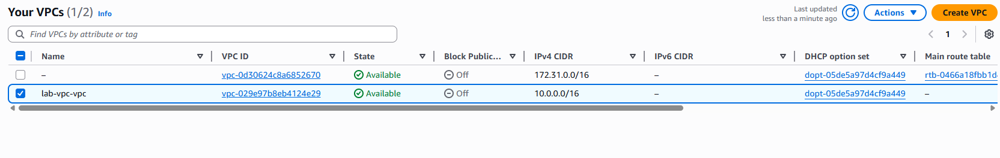 Your VPCs (1/2) Info
Last updated
less than a minute ago
Actions
Create VPC
Find VPCs by attribute or tag
1
Name VPC ID State Block Public... IPv4 CIDR IPv6 CIDR DHCP option set Main route table
– vpc-0d30624c8a6852670 Available Off 172.31.0.0/16 – dopt-05de5a97d4cf9a449 rtb-0466a18fbb1d
lab-vpc-vpc vpc-029e97b8eb4124e29 Available Off 10.0.0.0/16 – dopt-05de5a97d4cf9a449 –